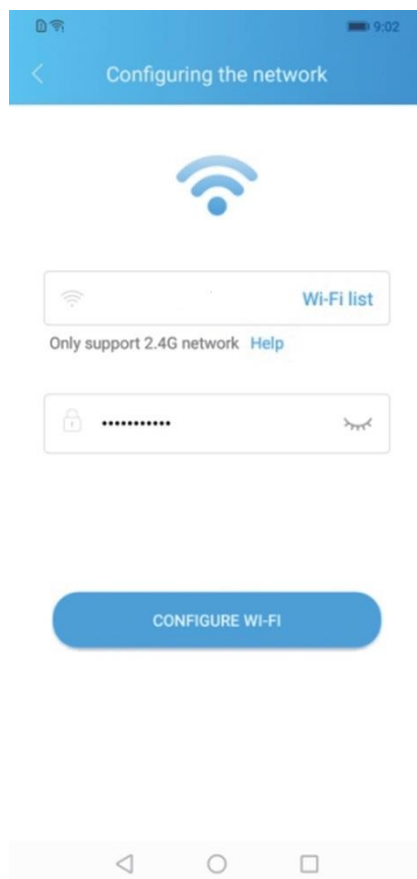 9:02
Configuring the network
Wi-Fi list
Only support 2.4G network Help
•••••••••••
CONFIGURE WI-FI